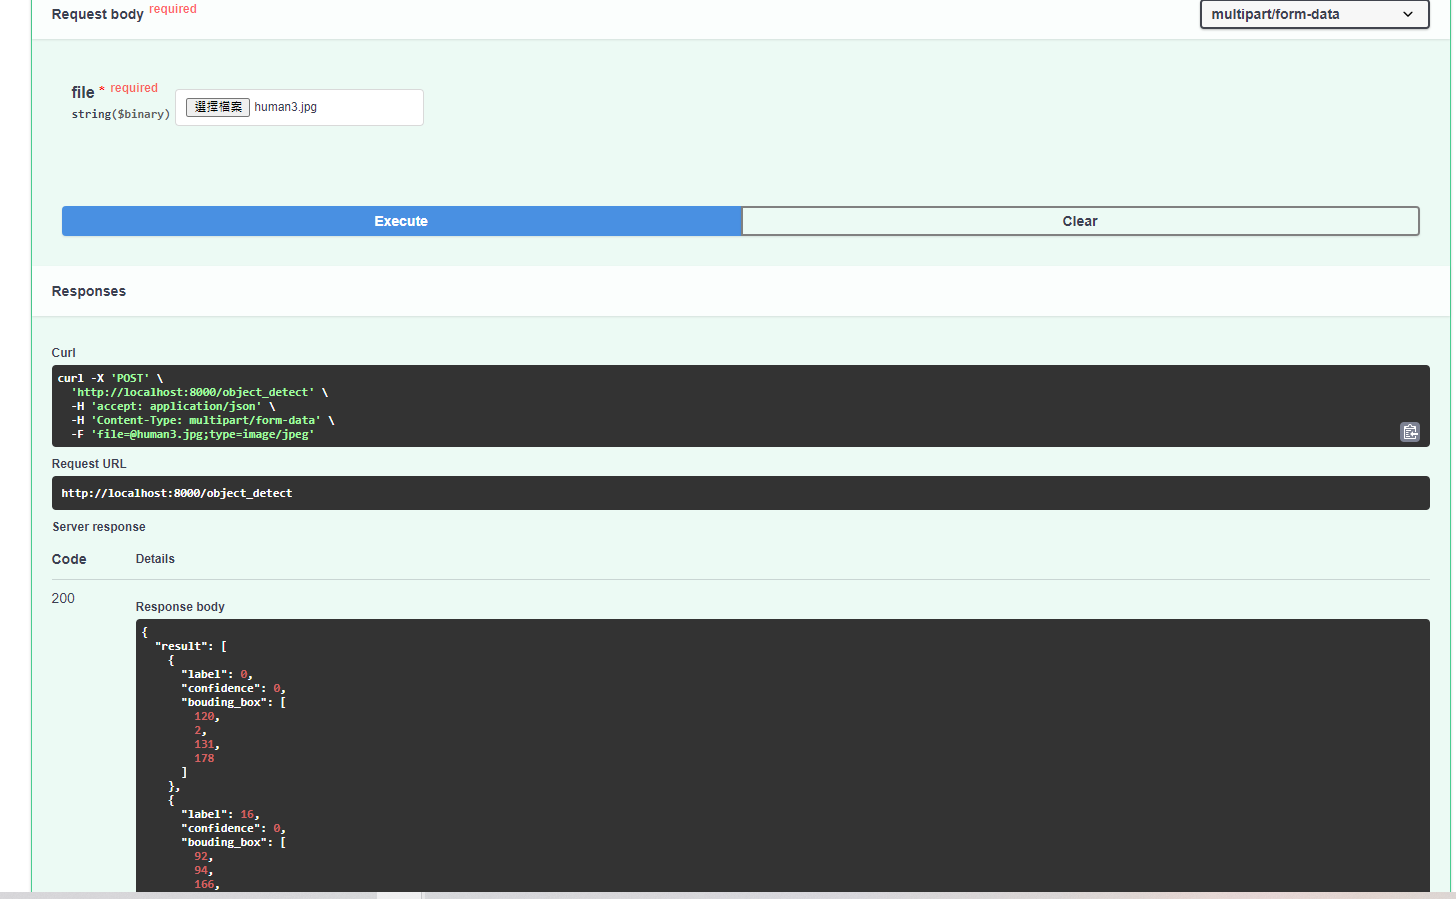 Request body required
multipart/form-data
file * required
string($binary)
選擇檔案 human3.jpg
Execute
Clear
Responses
Curl
curl -X 'POST' \
  'http://localhost:8000/object_detect' \
  -H 'accept: application/json' \
  -H 'Content-Type: multipart/form-data' \
  -F 'file=@human3.jpg;type=image/jpeg'
Request URL
http://localhost:8000/object_detect
Server response
Code Details
200
Response body
{
  "result": [
    {
      "label": 0,
      "confidence": 0,
      "bouding_box": [
        120,
        2,
        131,
        178
      ]
    },
    {
      "label": 16,
      "confidence": 0,
      "bouding_box": [
        92,
        94,
        166,